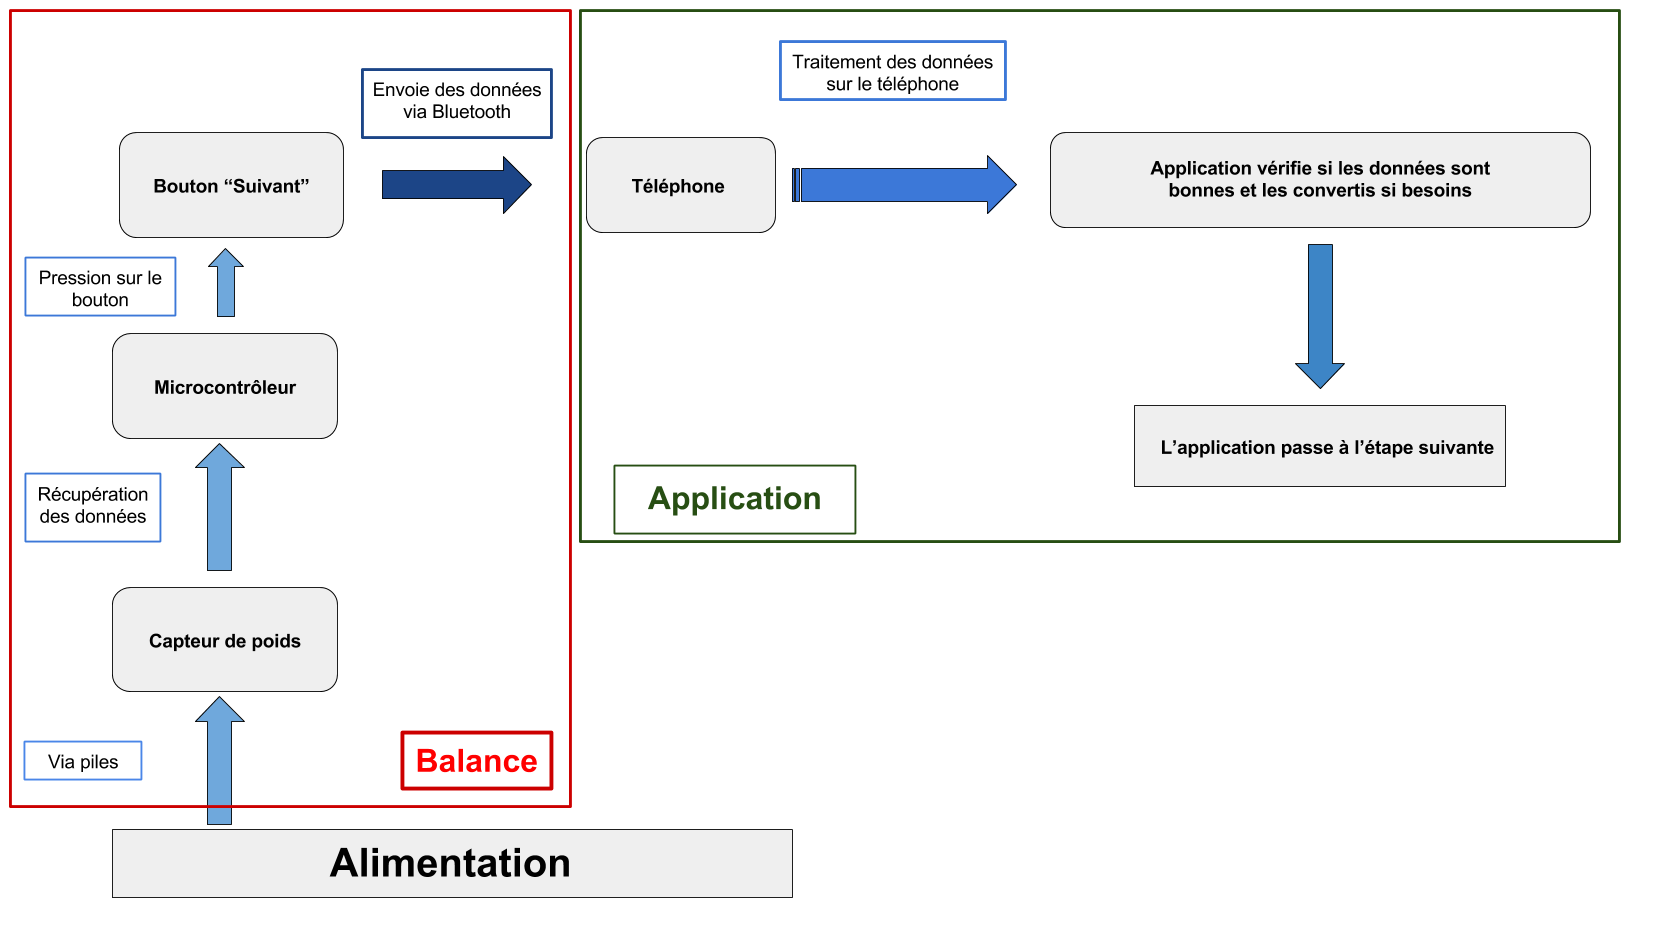 Envoie des données
via Bluetooth
Bouton “Suivant”
Pression sur le
bouton
Microcontrôleur
Récupération
des données
Capteur de poids
Via piles
Balance
Alimentation
Traitement des données
sur le téléphone
Téléphone
Application vérifie si les données sont
bonnes et les convertis si besoins
L’application passe à l’étape suivante
Application